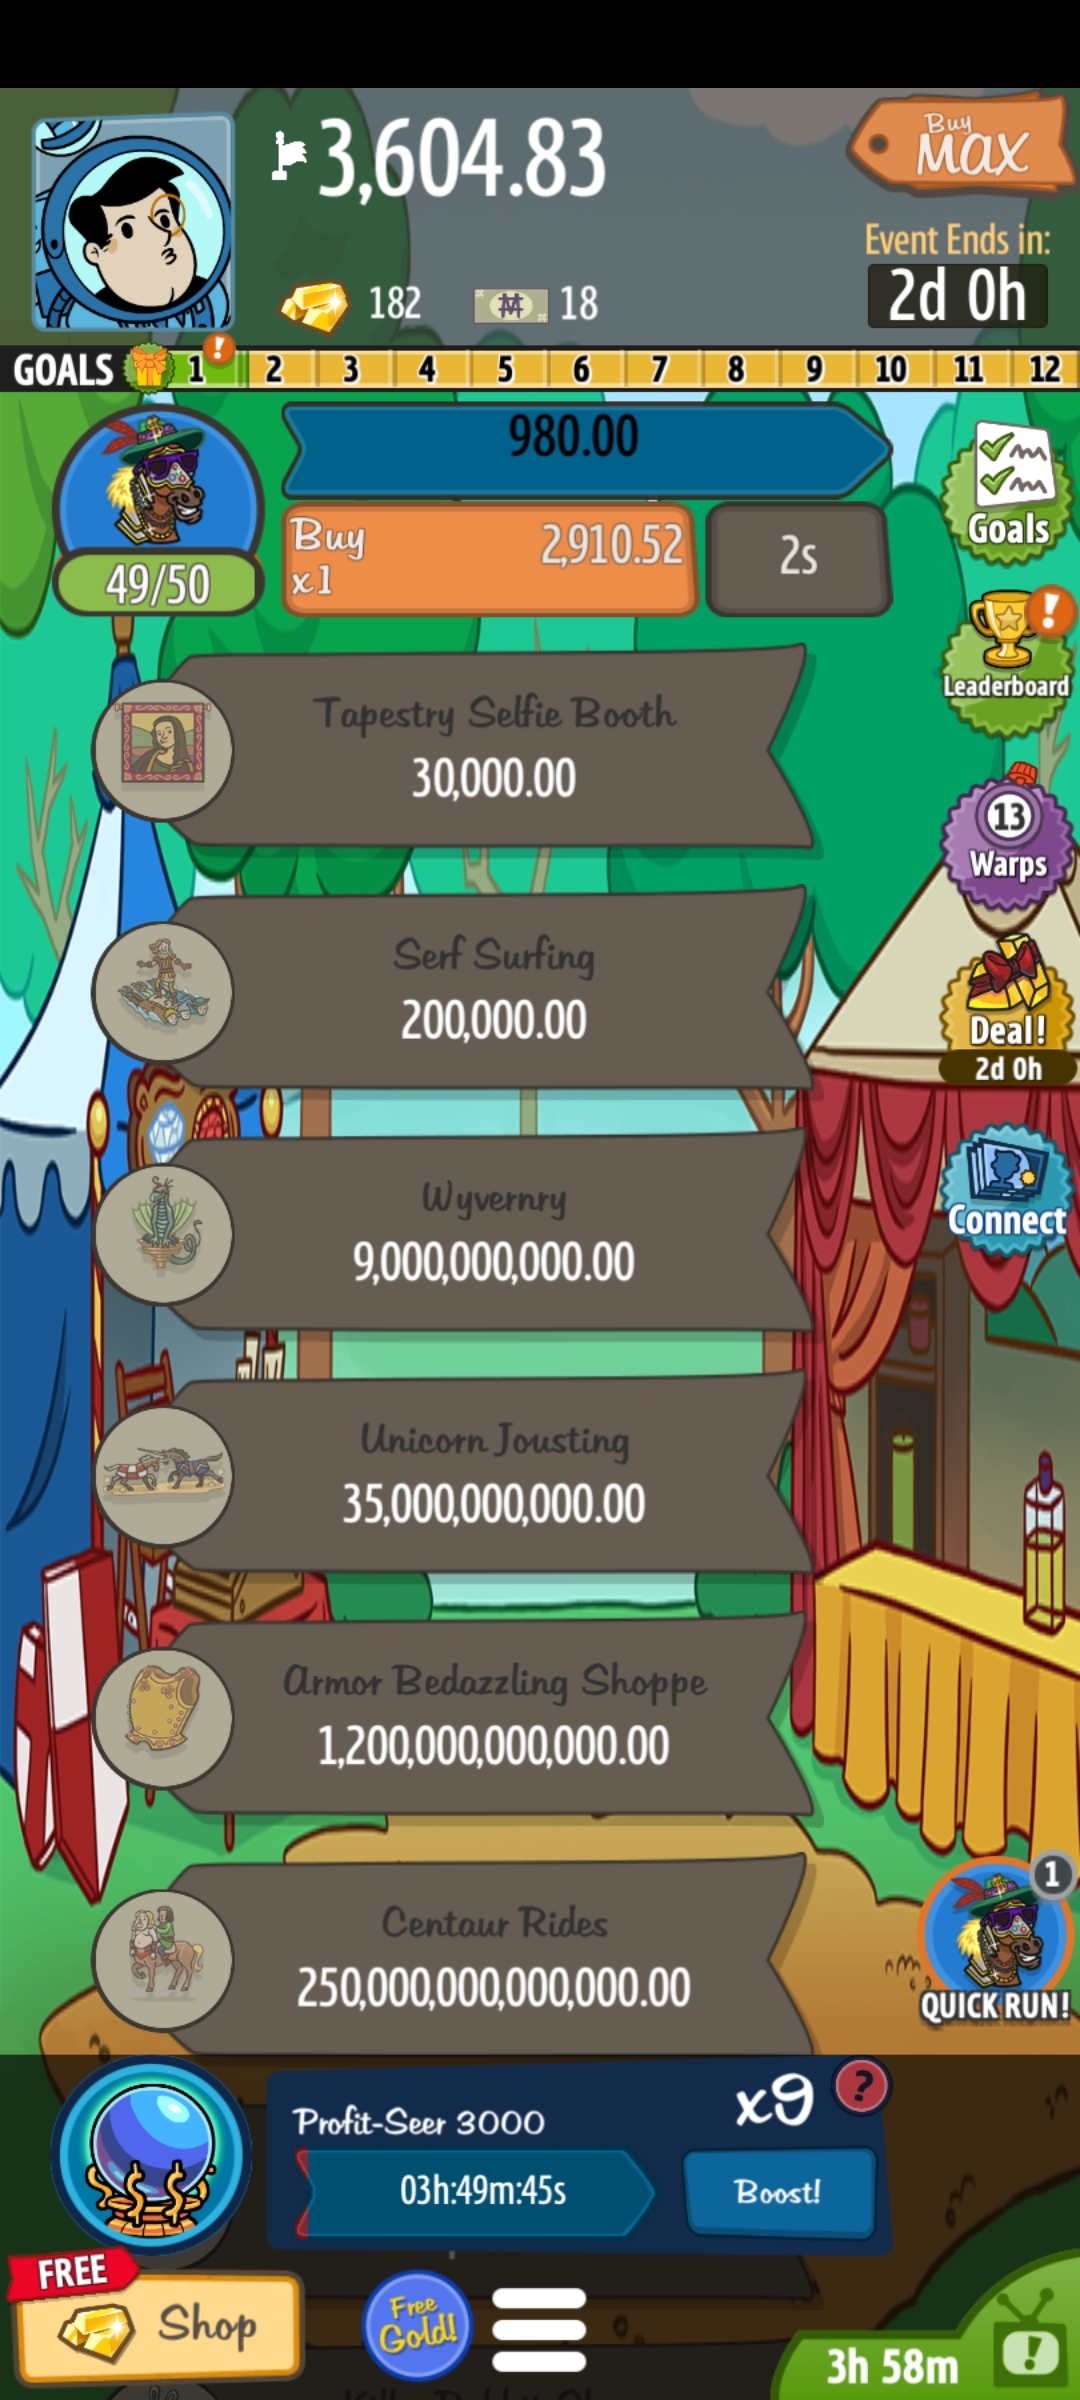 3,604.83
Buy
MAX
Event Ends in:
2d 0h
182
18
GOALS 1 ! 2 3 4 5 6 7 8 9 10 11 12
980.00
Buy
x1
2,910.52
2s
49/50
Goals
!
Leaderboard
Tapestry Selfie Booth
30,000.00
13
Warps
Serf Surfing
200,000.00
Deal!
2d 0h
Wyvernry
9,000,000,000.00
Connect
Unicorn Jousting
35,000,000,000.00
Armor Bedazzling Shoppe
1,200,000,000,000.00
Centaur Rides
250,000,000,000,000.00
1
QUICK RUN!
Profit-Seer 3000
x9
?
03h:49m:45s
Boost!
FREE
Shop
Free
Gold!
3h 58m
!